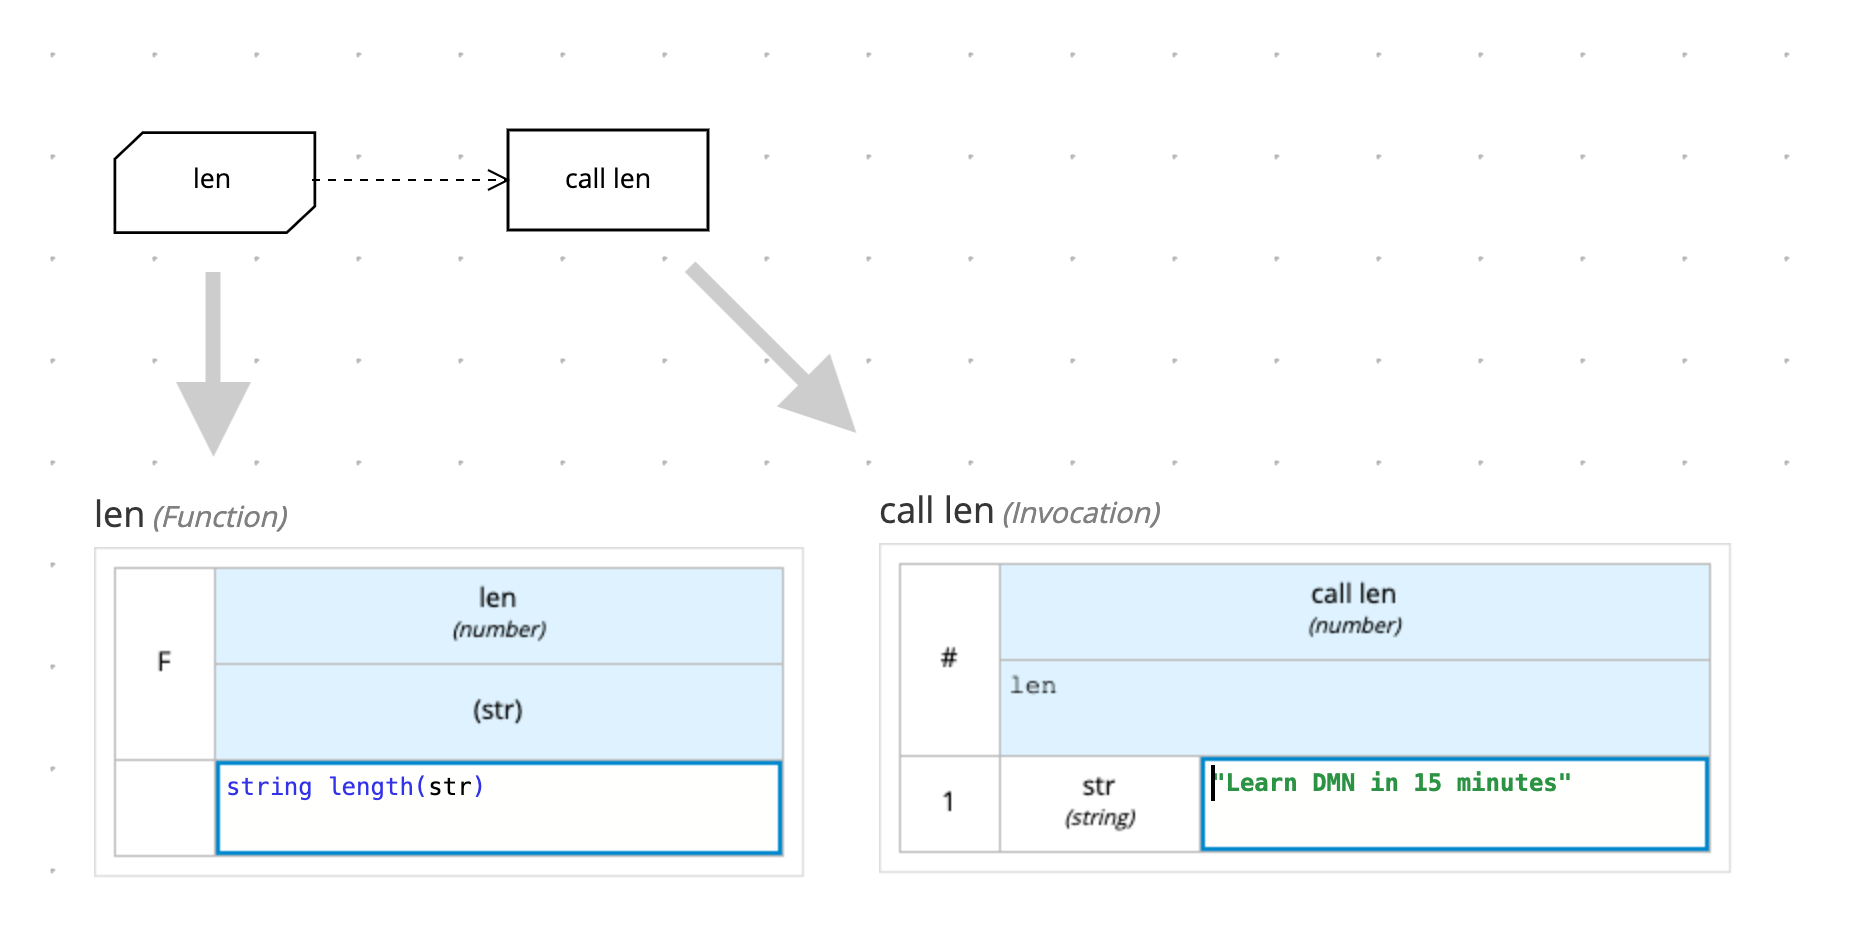 len
call len
len (Function)
call len (Invocation)
F
len
(number)
(str)
string length(str)
#
call len
(number)
len
1
str
(string)
"Learn DMN in 15 minutes"